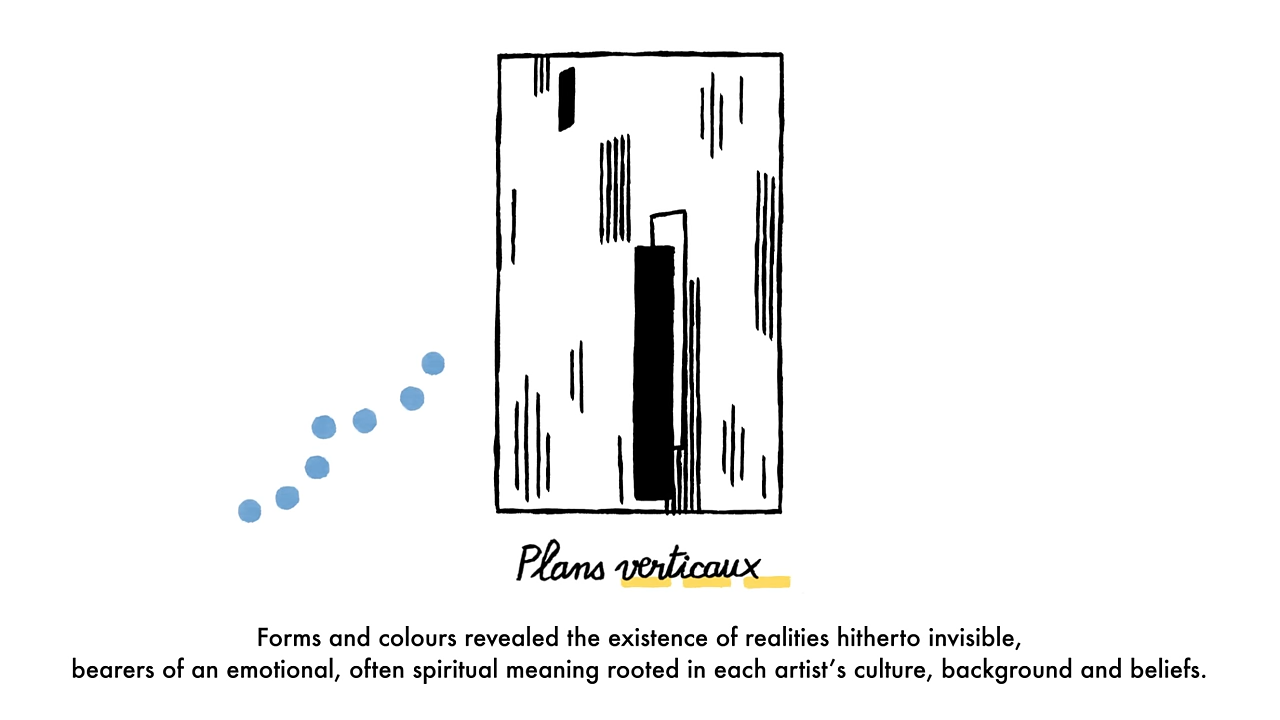 Plans verticaux
Forms and colours revealed the existence of realities hitherto invisible,
bearers of an emotional, often spiritual meaning rooted in each artist's culture, background and beliefs.